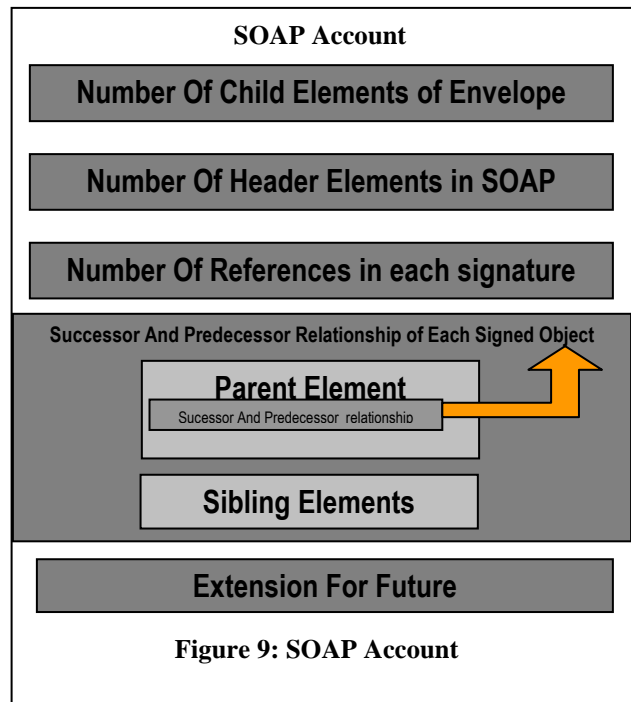 SOAP Account
Number Of Child Elements of Envelope
Number Of Header Elements in SOAP
Number Of References in each signature
Successor And Predecessor Relationship of Each Signed Object
Parent Element
Sucessor And Predecessor relationship
Sibling Elements
Extension For Future
Figure 9: SOAP Account